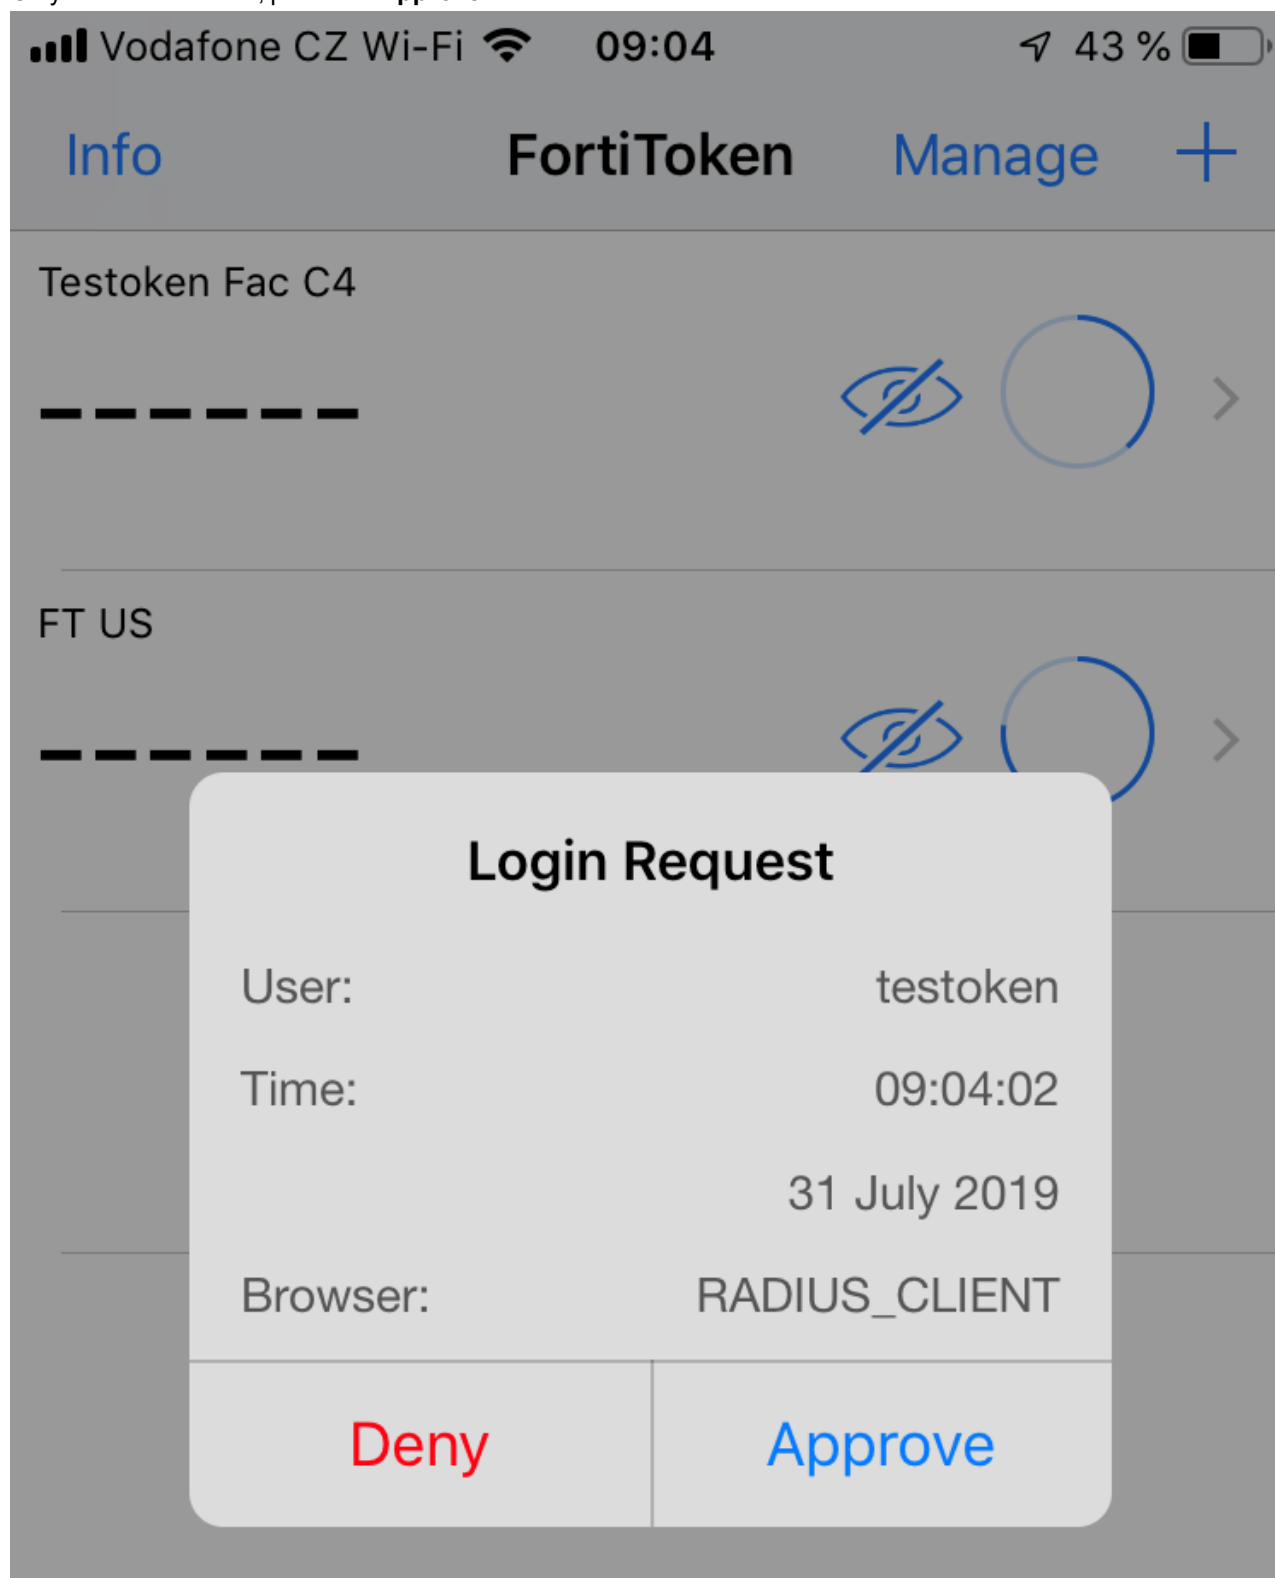 Vodafone CZ Wi-Fi 09:04 43 %
Info FortiToken Manage +
Testoken Fac C4
– – – – – –
FT US
– – – – – –
Login Request
User: testoken
Time: 09:04:02
31 July 2019
Browser: RADIUS_CLIENT
Deny Approve